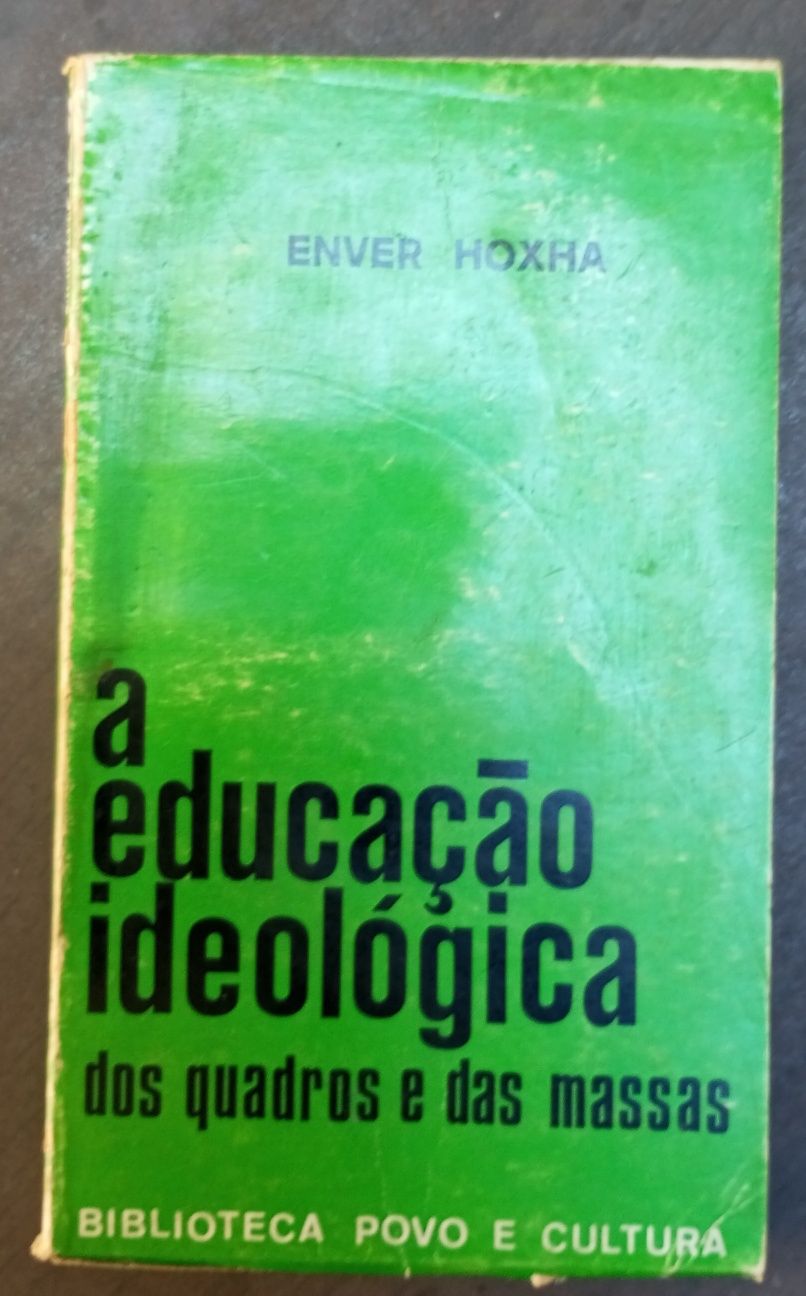 ENVER HOXHA
a
educação
ideológica
dos quadros e das massas
BIBLIOTECA POVO E CULTURA